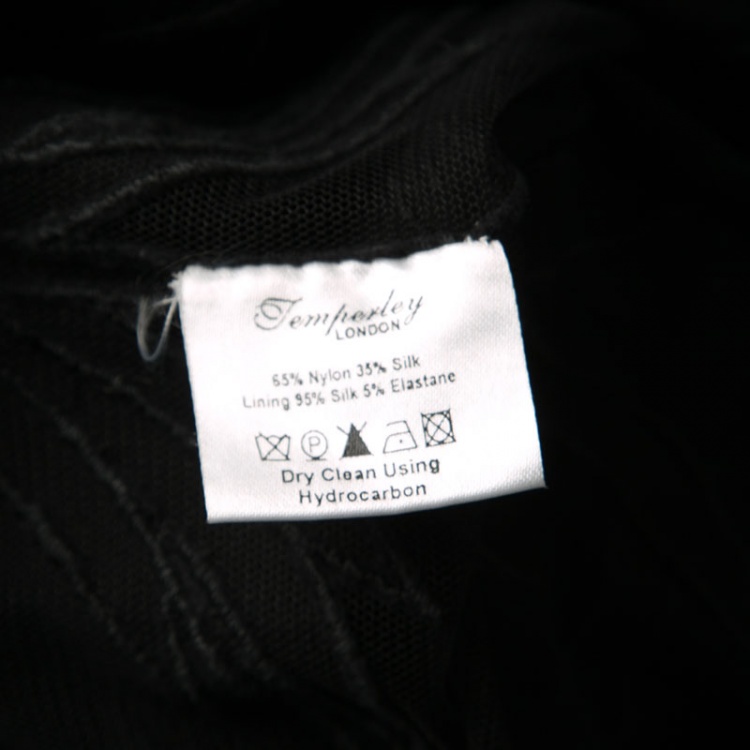 Temperley
LONDON
65% Nylon 35% Silk
Lining 95% Silk 5% Elastane
P
Dry Clean Using
Hydrocarbon